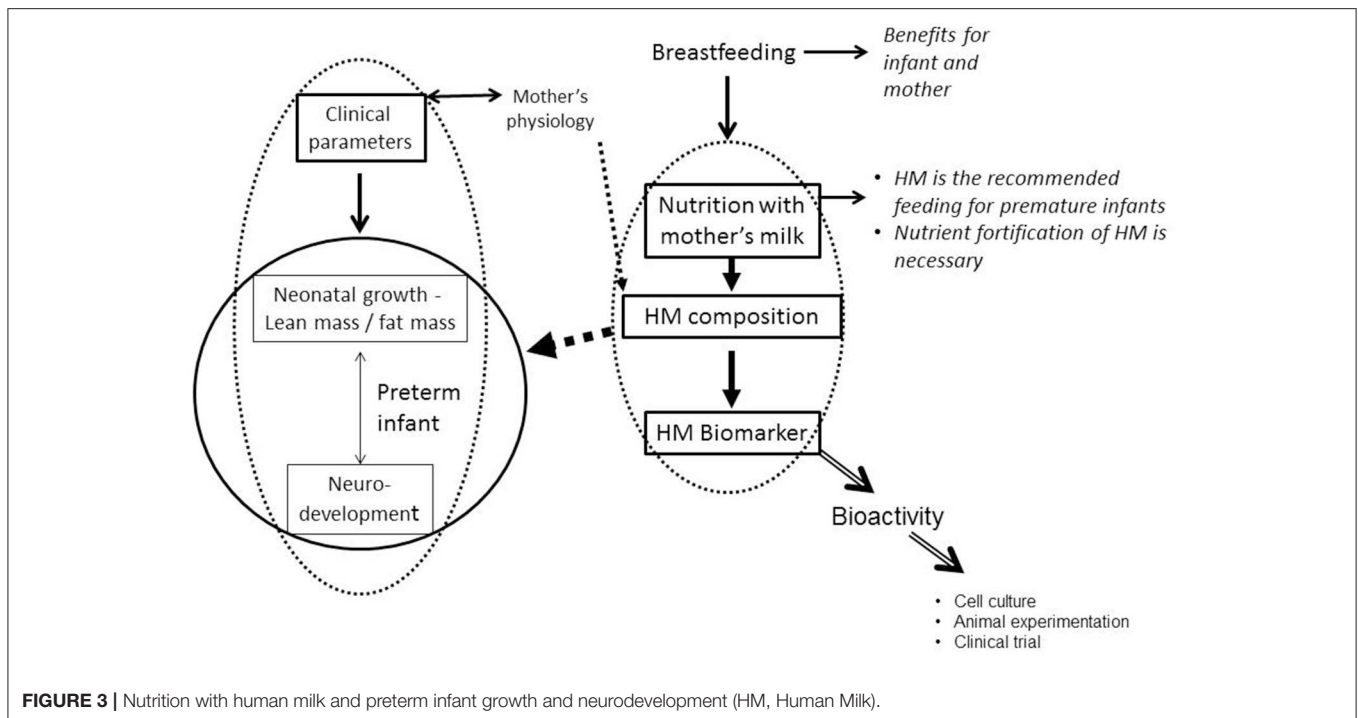 Breastfeeding
Benefits for
infant and
mother
Clinical
parameters
Mother's
physiology
Nutrition with
mother's milk
• HM is the recommended
feeding for premature infants
• Nutrient fortification of HM is
necessary
Neonatal growth -
Lean mass / fat mass
HM composition
Preterm
infant
HM Biomarker
Neuro-
development
Bioactivity
• Cell culture
• Animal experimentation
• Clinical trial
FIGURE 3 | Nutrition with human milk and preterm infant growth and neurodevelopment (HM, Human Milk).